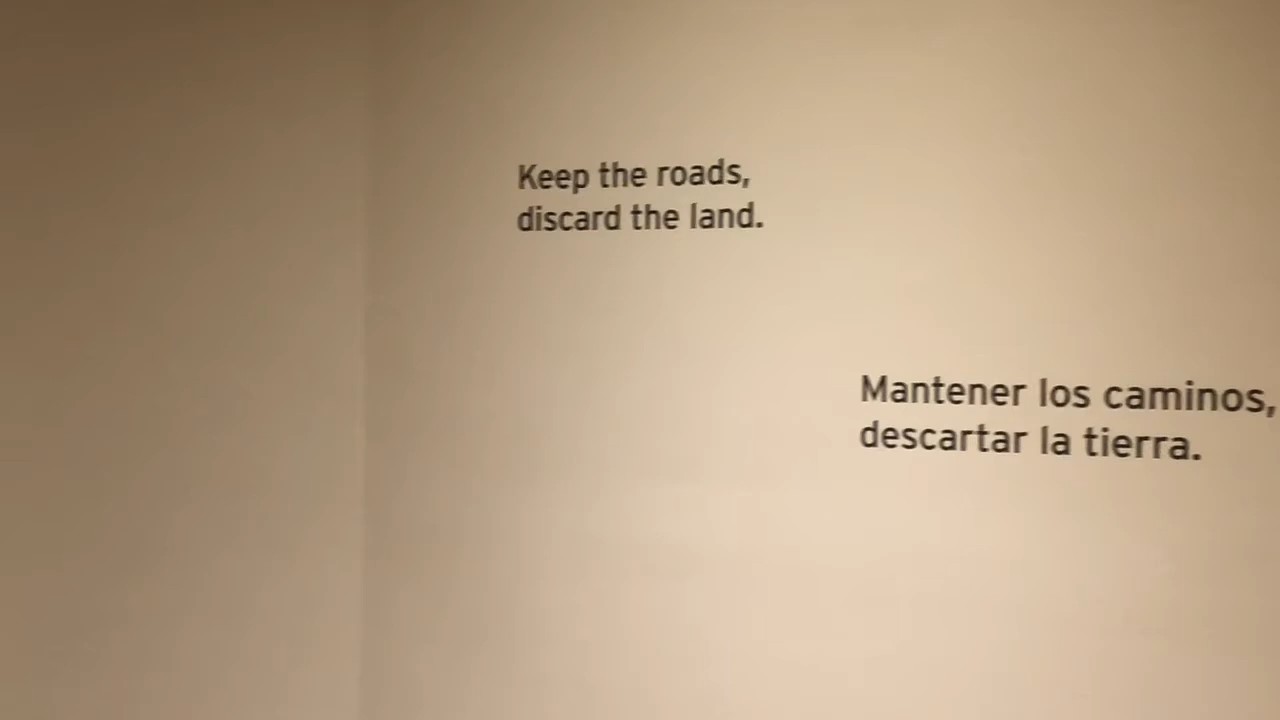 Keep the roads,
discard the land.
Mantener los caminos,
descartar la tierra.